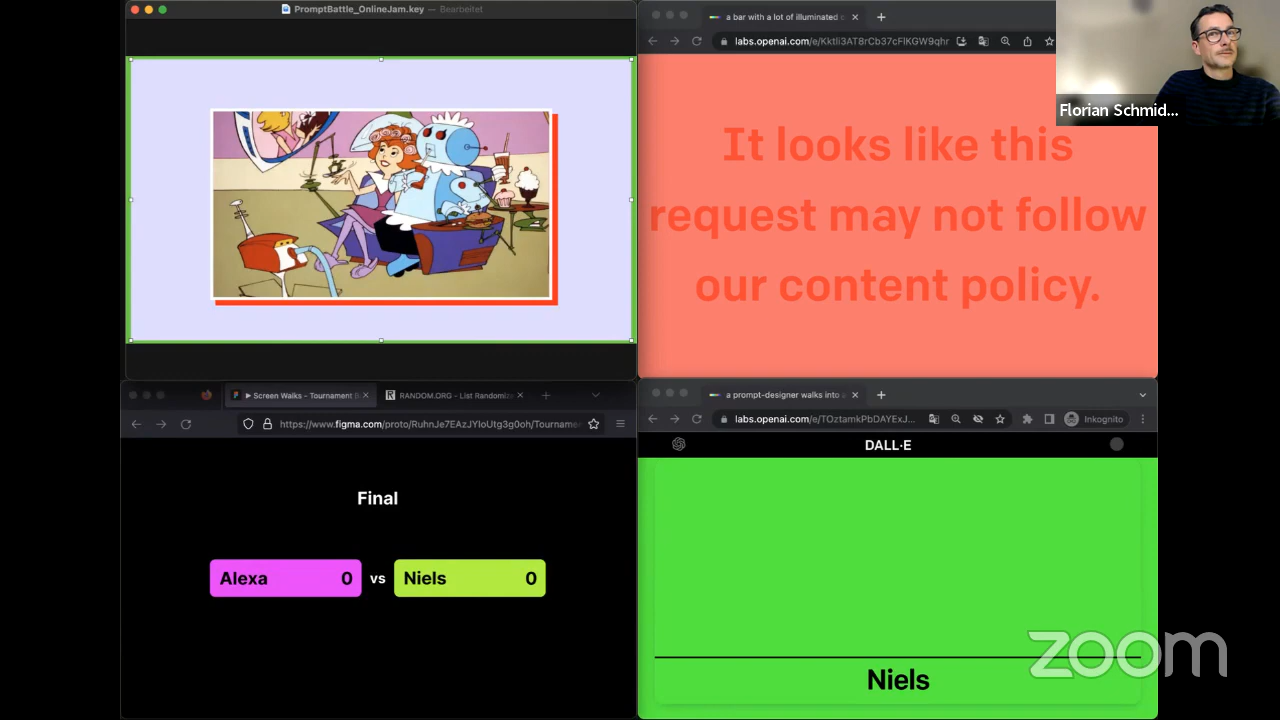 PromptBattle_OnlineJam.key — Bearbeitet
a bar with a lot of illuminated
labs.openai.com/e/Kktli3AT8rCb37cFlKGW9qhr
Florian Schmid...
It looks like this
request may not follow
our content policy.
Screen Walks - Tournament
RANDOM.ORG - List Randomize
https://www.figma.com/proto/RuhnJe7EAzJYIoUtg3g0oh/Tourname
Final
Alexa 0 vs Niels 0
a prompt-designer walks into
labs.openai.com/e/TOztamkPbDAYExJ...
Inkognito
DALL·E
Niels
zoom